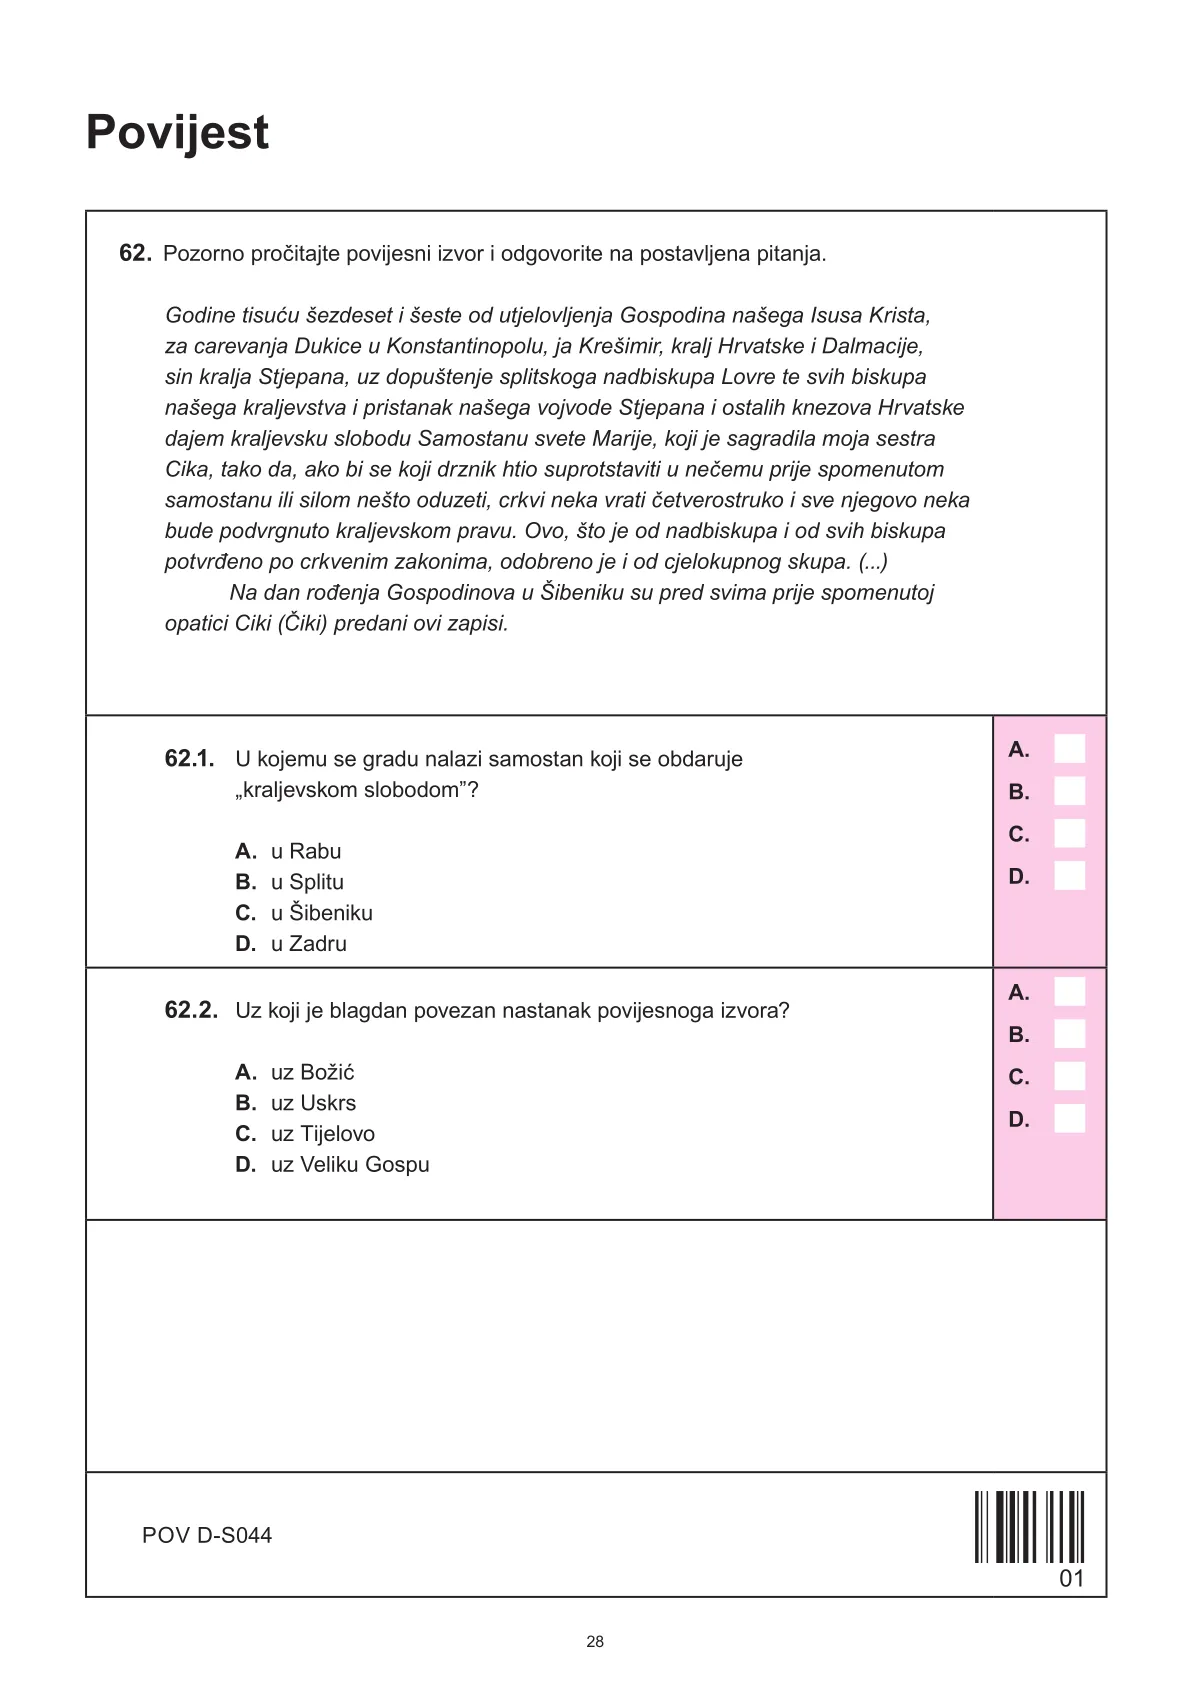 Povijest
62. Pozorno pročitajte povijesni izvor i odgovorite na postavljena pitanja.
Godine tisuću šezdeset i šeste od utjelovljenja Gospodina našega Isusa Krista,
za carevanja Dukice u Konstantinopolu, ja Krešimir, kralj Hrvatske i Dalmacije,
sin kralja Stjepana, uz dopuštenje splitskoga nadbiskupa Lovre te svih biskupa
našega kraljevstva i pristanak našega vojvode Stjepana i ostalih knezova Hrvatske
dajem kraljevsku slobodu Samostanu svete Marije, koji je sagradila moja sestra
Cika, tako da, ako bi se koji drznik htio suprotstaviti u nečemu prije spomenutom
samostanu ili silom nešto oduzeti, crkvi neka vrati četverostruko i sve njegovo neka
bude podvrgnuto kraljevskom pravu. Ovo, što je od nadbiskupa i od svih biskupa
potvrđeno po crkvenim zakonima, odobreno je i od cjelokupnog skupa. (...)
Na dan rođenja Gospodinova u Šibeniku su pred svima prije spomenutoj
opatici Ciki (Čiki) predani ovi zapisi.
62.1. U kojemu se gradu nalazi samostan koji se obdaruje
„kraljevskom slobodom”?
A. u Rabu
B. u Splitu
C. u Šibeniku
D. u Zadru
A.
B.
C.
D.
62.2. Uz koji je blagdan povezan nastanak povijesnoga izvora?
A. uz Božić
B. uz Uskrs
C. uz Tijelovo
D. uz Veliku Gospu
A.
B.
C.
D.
POV D-S044
01
28